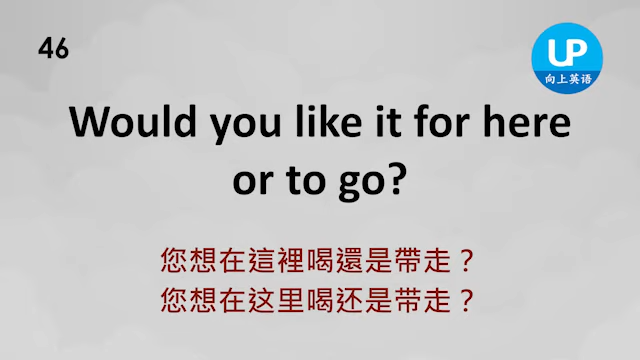 46
UP
向上英语
Would you like it for here
or to go?
您想在這裡喝還是帶走？
您想在这里喝还是带走？